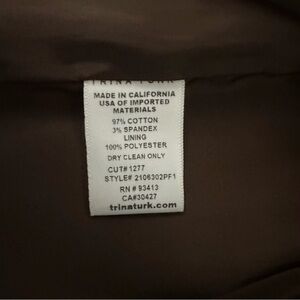 TRINA TURK
MADE IN CALIFORNIA
USA OF IMPORTED
MATERIALS
97% COTTON
3% SPANDEX
LINING
100% POLYESTER
DRY CLEAN ONLY
CUT# 1277
STYLE# 2106302PF1
RN # 93413
CA#30427
trinaturk.com